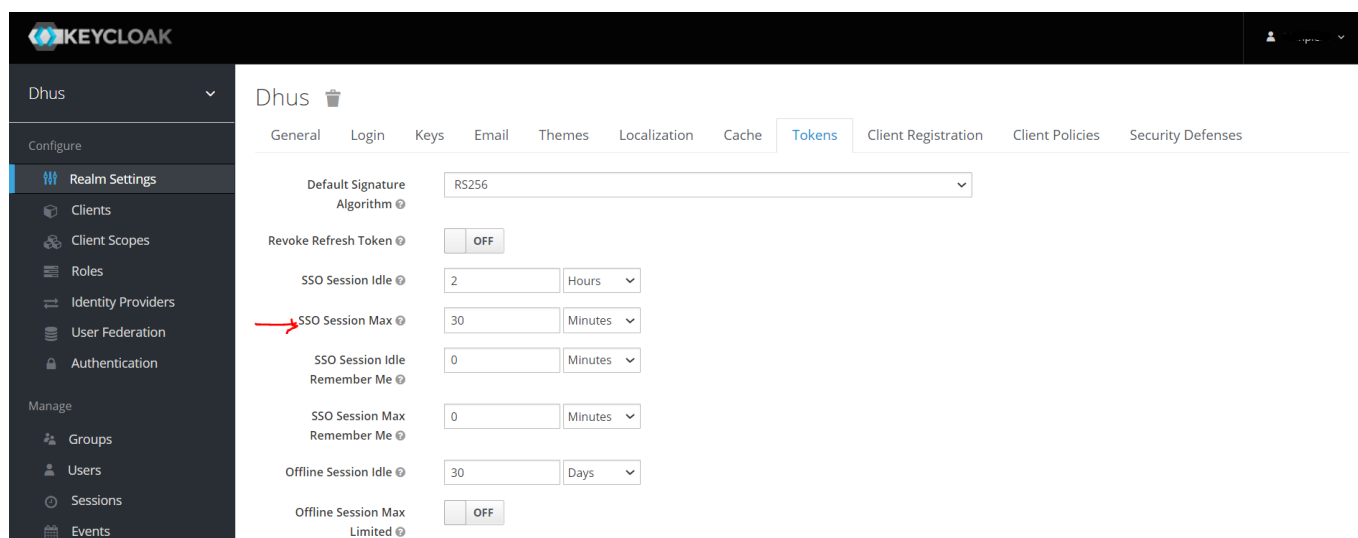 KEYCLOAK
Dhus
Dhus
General Login Keys Email Themes Localization Cache Tokens Client Registration Client Policies Security Defenses
Configure
Realm Settings
Clients
Client Scopes
Roles
Identity Providers
User Federation
Authentication
Manage
Groups
Users
Sessions
Events
Default Signature
Algorithm
RS256
Revoke Refresh Token OFF
SSO Session Idle 2 Hours
SSO Session Max 30 Minutes
SSO Session Idle
Remember Me
0 Minutes
SSO Session Max
Remember Me
0 Minutes
Offline Session Idle 30 Days
Offline Session Max
Limited
OFF